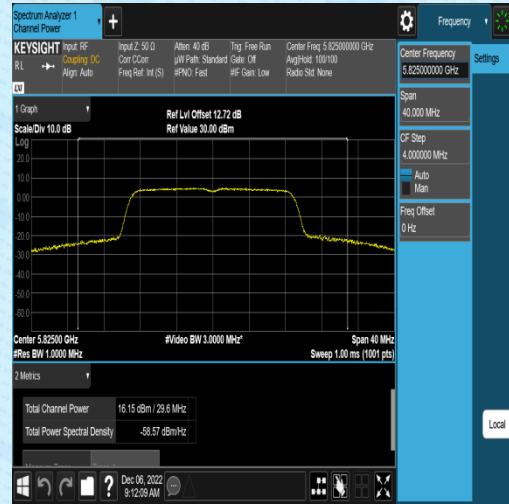 Spectrum Analyzer 1
Channel Power
Frequency
KEYSIGHT
RL
LXI
Input: RF
Coupling: DC
Align: Auto
Input Z: 50 Ω
Corr CCorr
Freq Ref: Int (S)
Atten: 40 dB
µW Path: Standard
#PNO: Fast
Trig: Free Run
Gate: Off
#IF Gain: Low
Center Freq: 5.825000000 GHz
Avg|Hold: 100/100
Radio Std: None
Center Frequency
5.825000000 GHz
Settings
Span
40.000 MHz
CF Step
4.000000 MHz
Auto
Man
Freq Offset
0 Hz
Local
1 Graph
Scale/Div 10.0 dB
Ref Lvl Offset 12.72 dB
Ref Value 30.00 dBm
Log
20.0
10.0
0.00
-10.0
-20.0
-30.0
-40.0
-50.0
-60.0
Center 5.82500 GHz
#Res BW 1.0000 MHz
#Video BW 3.0000 MHz*
Span 40 MHz
Sweep 1.00 ms (1001 pts)
2 Metrics
Total Channel Power 16.15 dBm / 29.6 MHz
Total Power Spectral Density -58.57 dBm/Hz
Dec 06, 2022
9:12:09 AM